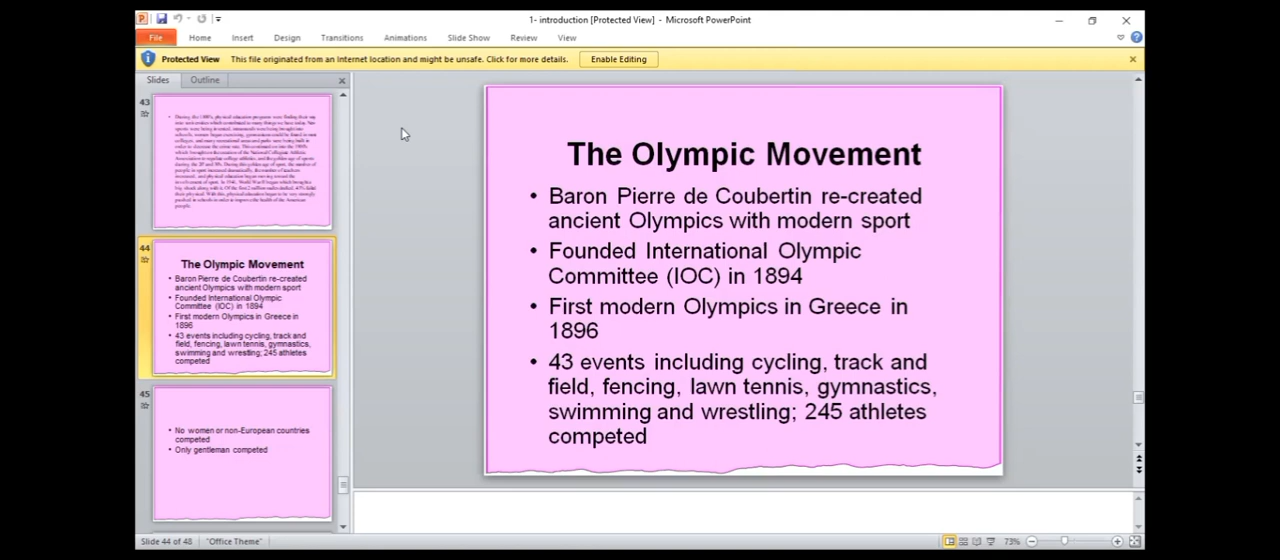 1- introduction [Protected View] - Microsoft PowerPoint
File Home Insert Design Transitions Animations Slide Show Review View
Protected View This file originated from an Internet location and might be unsafe. Click for more details. Enable Editing
Slides Outline
43
44
The Olympic Movement
• Baron Pierre de Coubertin re-created
ancient Olympics with modern sport
• Founded International Olympic
Committee (IOC) in 1894
• First modern Olympics in Greece in
1896
• 43 events including cycling, track and
field, fencing, lawn tennis, gymnastics,
swimming and wrestling; 245 athletes
competed
45
• No women or non-European countries
competed
• Only gentleman competed
The Olympic Movement
• Baron Pierre de Coubertin re-created
ancient Olympics with modern sport
• Founded International Olympic
Committee (IOC) in 1894
• First modern Olympics in Greece in
1896
• 43 events including cycling, track and
field, fencing, lawn tennis, gymnastics,
swimming and wrestling; 245 athletes
competed
Slide 44 of 48 "Office Theme" 73%